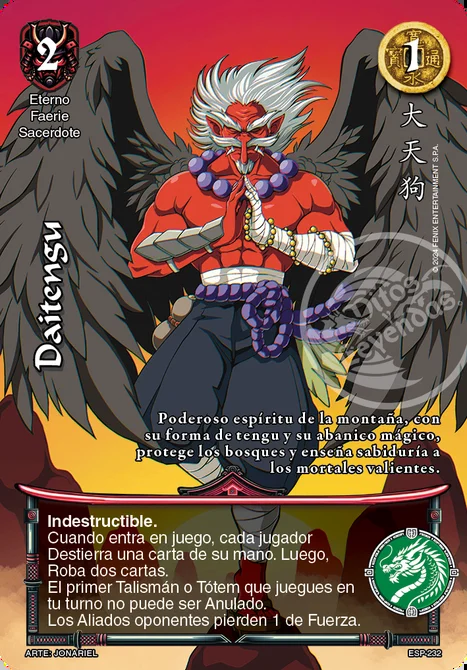 2
1
Eterno
Faerie
Sacerdote
大
天
狗
© 2024 FENIX ENTERTAINMENT S.P.A.
Daitengu
Mitos
Leyendas
Poderoso espíritu de la montaña, con
su forma de tengu y su abanico mágico,
protege los bosques y enseña sabiduría a
los mortales valientes.
Indestructible.
Cuando entra en juego, cada jugador
Destierra una carta de su mano. Luego,
Roba dos cartas.
El primer Talismán o Tótem que juegues en
tu turno no puede ser Anulado.
Los Aliados oponentes pierden 1 de Fuerza.
ARTE: JONARIEL
ESP-232